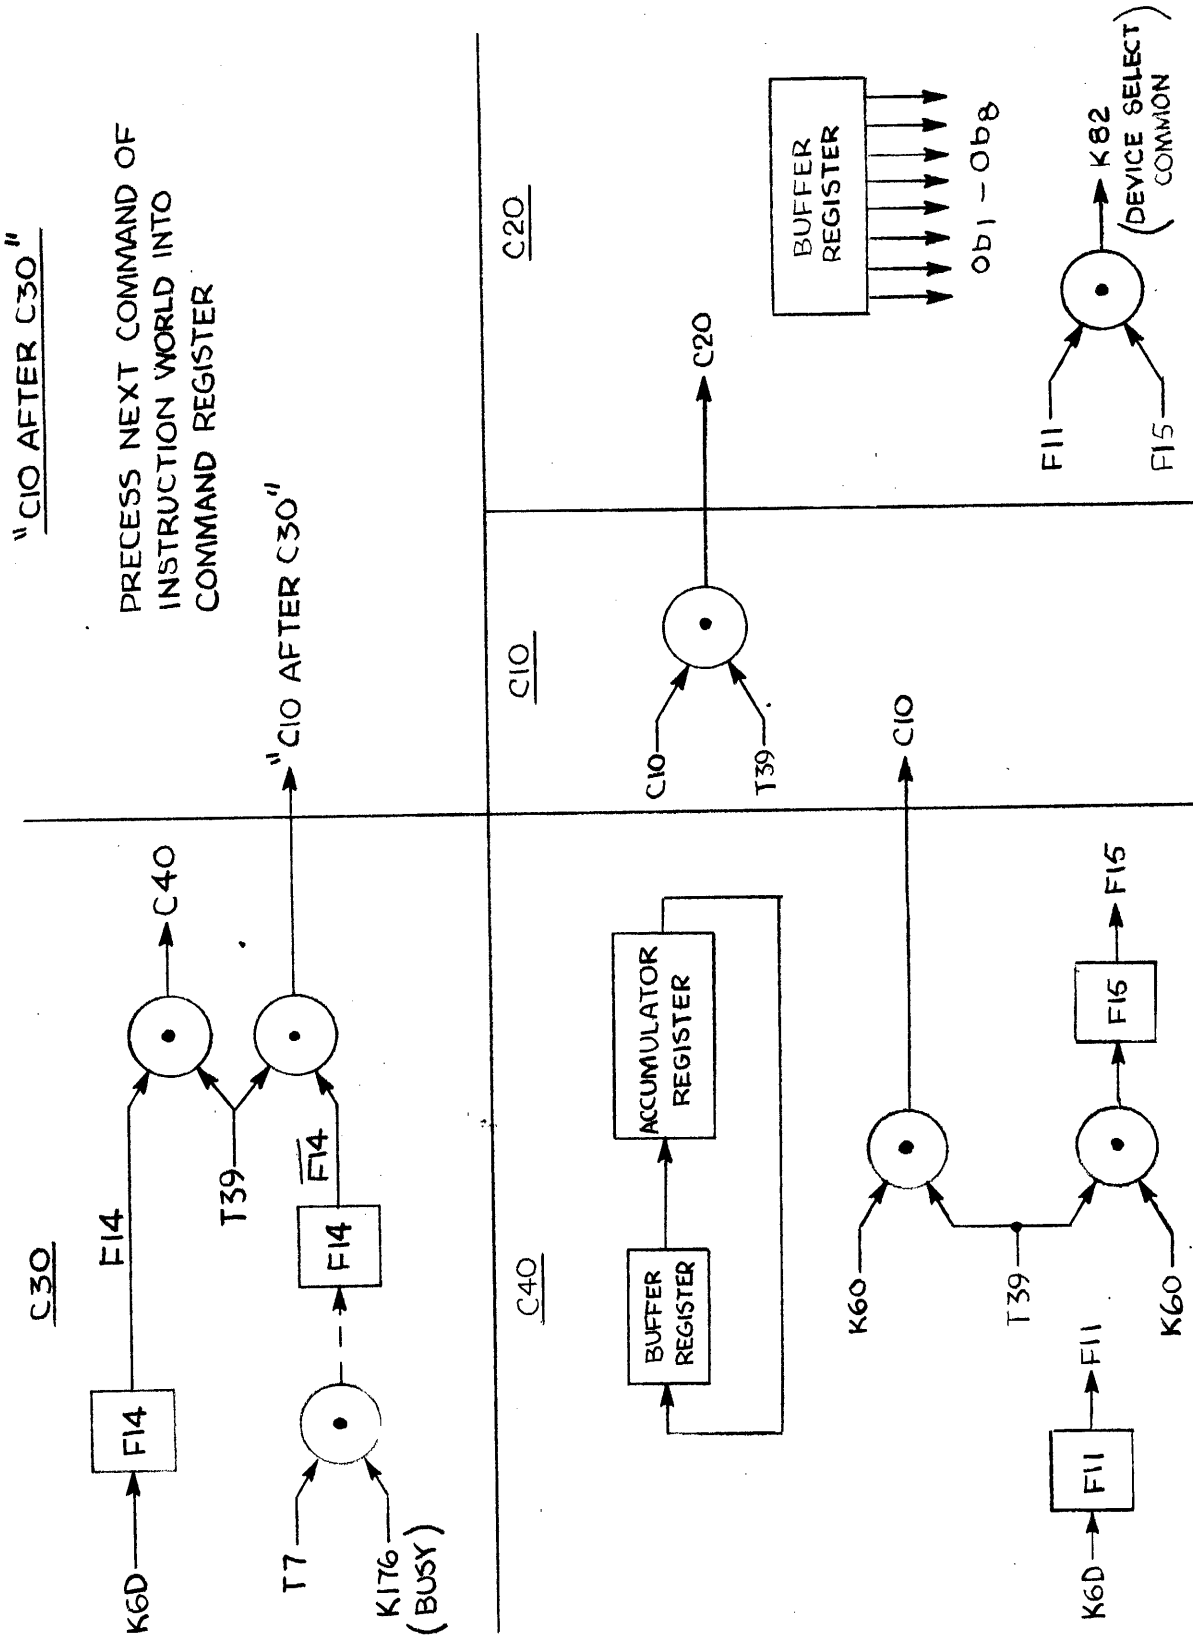 C30
K6D
F14
F14
C40
T39
T7
K176
(BUSY)
F14
F14
"C10 AFTER C30"
"C10 AFTER C30"
PRECESS NEXT COMMAND OF
INSTRUCTION WORLD INTO
COMMAND REGISTER
C40
BUFFER
REGISTER
ACCUMULATOR
REGISTER
K60
C10
T39
K60
F15
F15
K6D
F11
F11
C10
C10
T39
C20
C20
BUFFER
REGISTER
Ob1 - Ob8
F11
F15
K82
(DEVICE SELECT
COMMON)